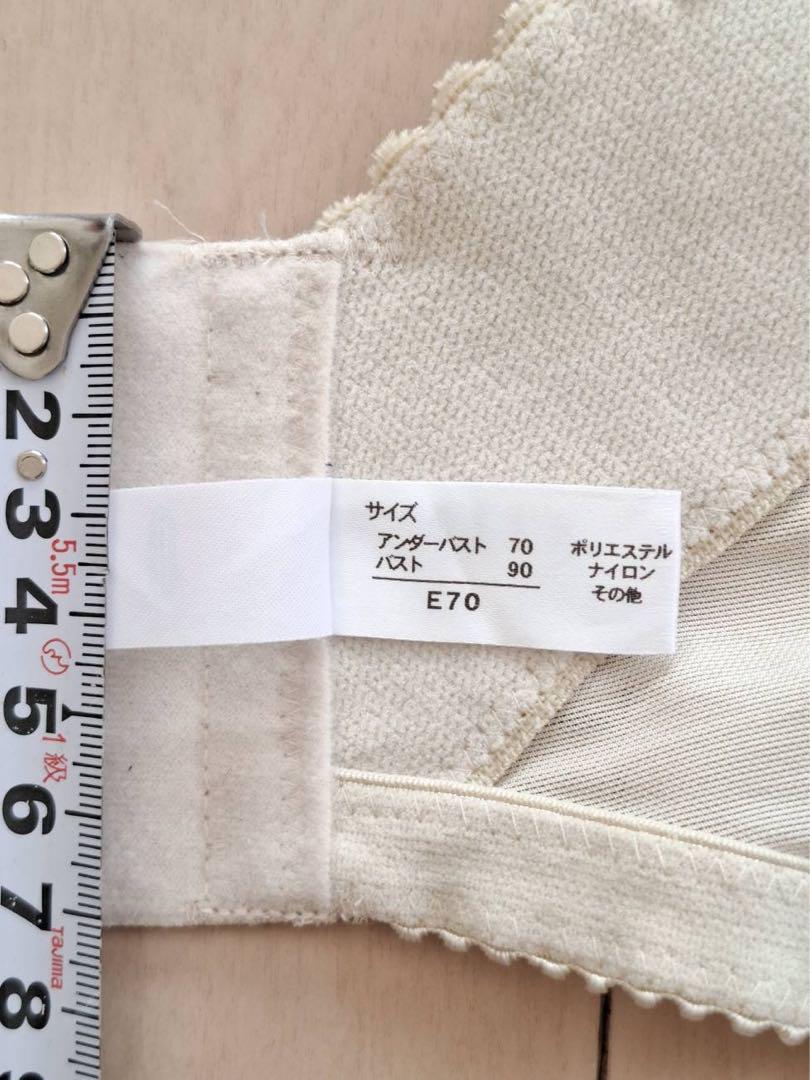 サイズ
アンダーバスト 70
バスト 90
E70
ポリエステル
ナイロン
その他
2
3
4
5
6
7
8
5.5m
1級
TAJIMA